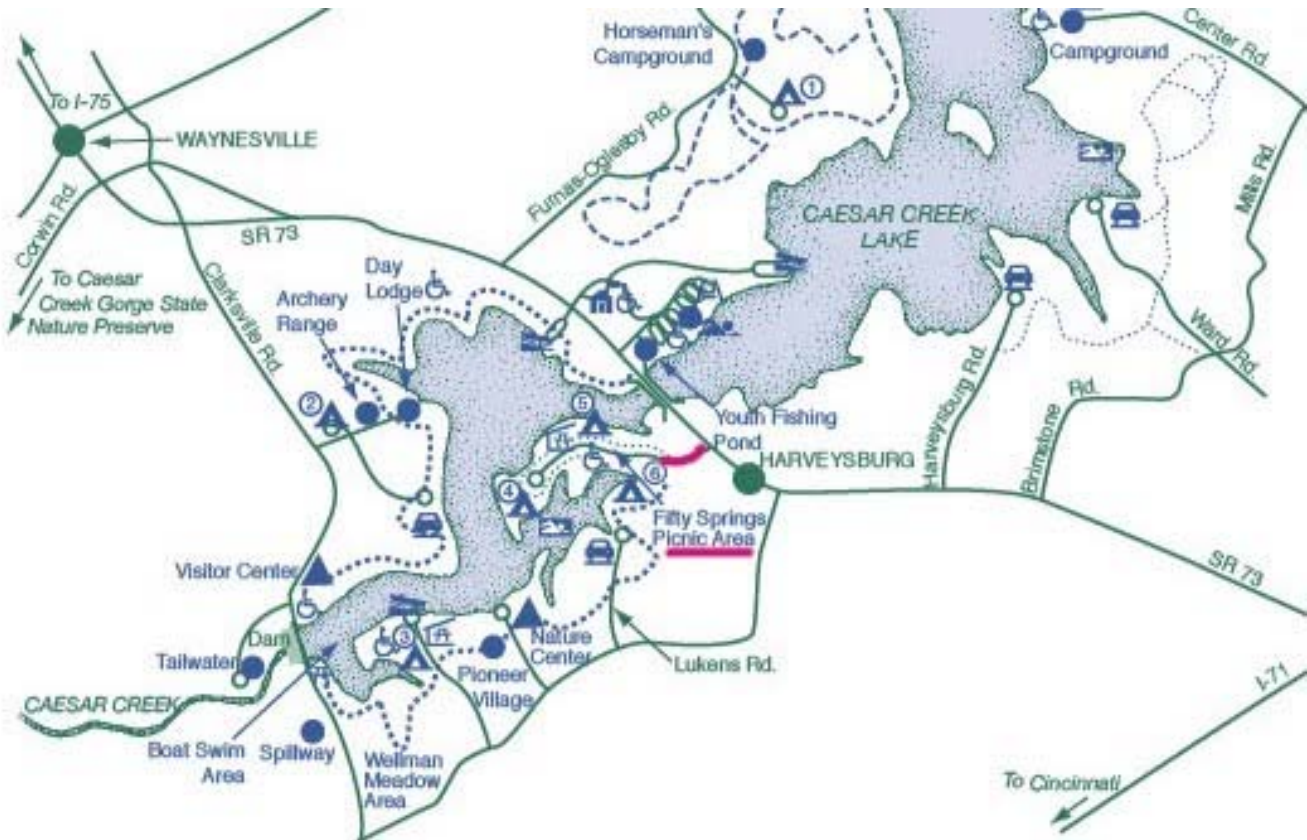 Horseman's
Campground
Campground
Center Rd.
To I-75
WAYNESVILLE
1
Furnas-Oglesby Rd.
Mills Rd.
Corwin Rd.
SR 73
CAESAR CREEK
LAKE
To Caesar
Creek Gorge State
Nature Preserve
Clarksville Rd.
Archery
Range
Day
Lodge
Ward Rd.
Harveysburg Rd.
Brimstone Rd.
2
5
Youth Fishing
Pond
HARVEYSBURG
4
6
Fifty Springs
Picnic Area
SR 73
Visitor Center
Dam
Tailwater
3
Nature
Center
Pioneer
Village
Lukens Rd.
I-71
CAESAR CREEK
Boat Swim
Area
Spillway
Wellman
Meadow
Area
To Cincinnati